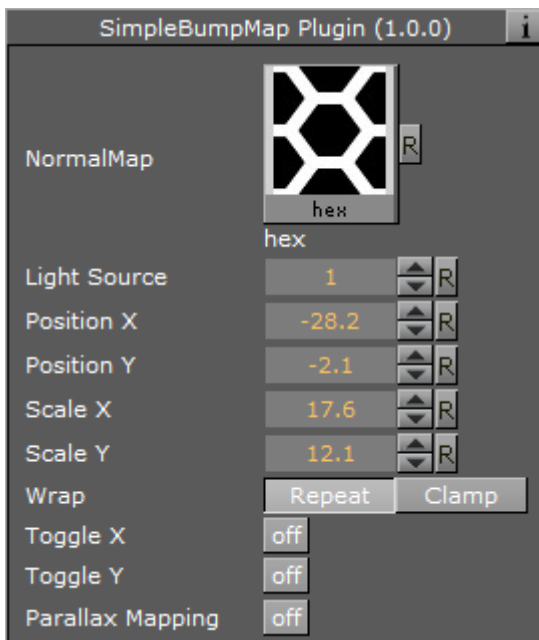 SimpleBumpMap Plugin (1.0.0) i
NormalMap
hex
R
hex
Light Source 1 R
Position X -28.2 R
Position Y -2.1 R
Scale X 17.6 R
Scale Y 12.1 R
Wrap Repeat Clamp
Toggle X off
Toggle Y off
Parallax Mapping off